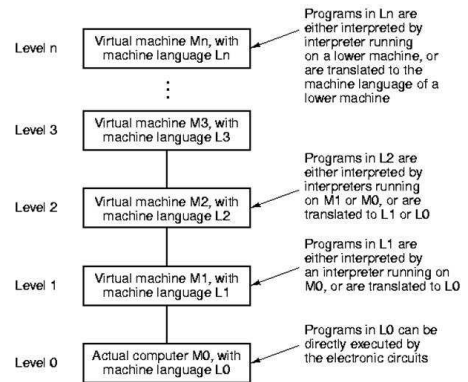 Programs in Ln are
either interpreted by
interpreter running
on a lower machine, or
are translated to the
machine language of a
lower machine
Level n
Virtual machine Mn, with
machine language Ln
Level 3
Virtual machine M3, with
machine language L3
Programs in L2 are
either interpreted by
interpreters running
on M1 or M0, or are
translated to L1 or L0
Level 2
Virtual machine M2, with
machine language L2
Programs in L1 are
either interpreted by
an interpreter running on
M0, or are translated to L0
Level 1
Virtual machine M1, with
machine language L1
Programs in L0 can be
directly executed by
the electronic circuits
Level 0
Actual computer M0, with
machine language L0